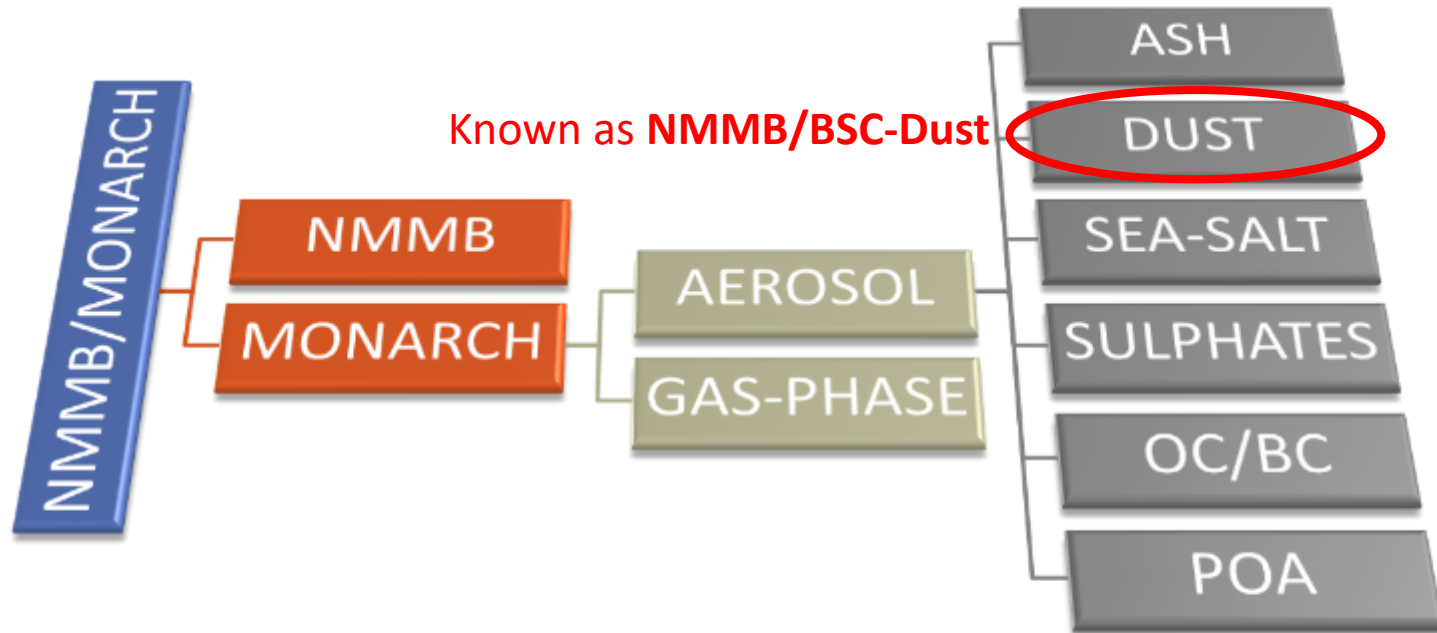 NMMB/MONARCH
NMMB
MONARCH
AEROSOL
GAS-PHASE
Known as NMMB/BSC-Dust
ASH
DUST
SEA-SALT
SULPHATES
OC/BC
POA